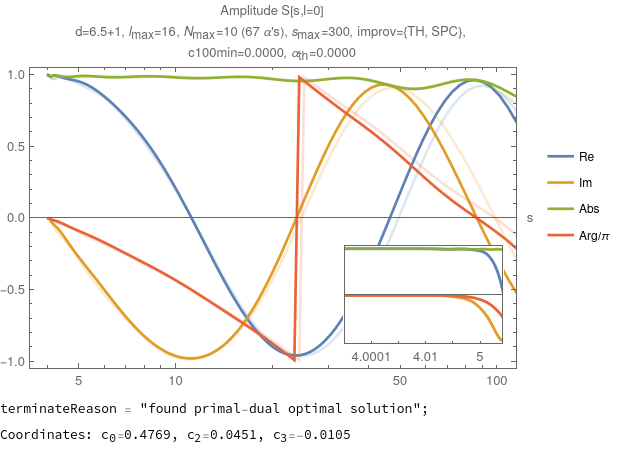 Amplitude S[s,l=0]
d=6.5+1, lmax=16, Nmax=10 (67 α's), smax=300, improv={TH, SPC},
c100min=0.0000, αth=0.0000
1.0
0.5
0.0
−0.5
−1.0
5
10
50
100
s
4.0001
4.01
5
Re
Im
Abs
Arg/π
terminateReason = "found primal-dual optimal solution";
Coordinates: c0=0.4769, c2=0.0451, c3=-0.0105